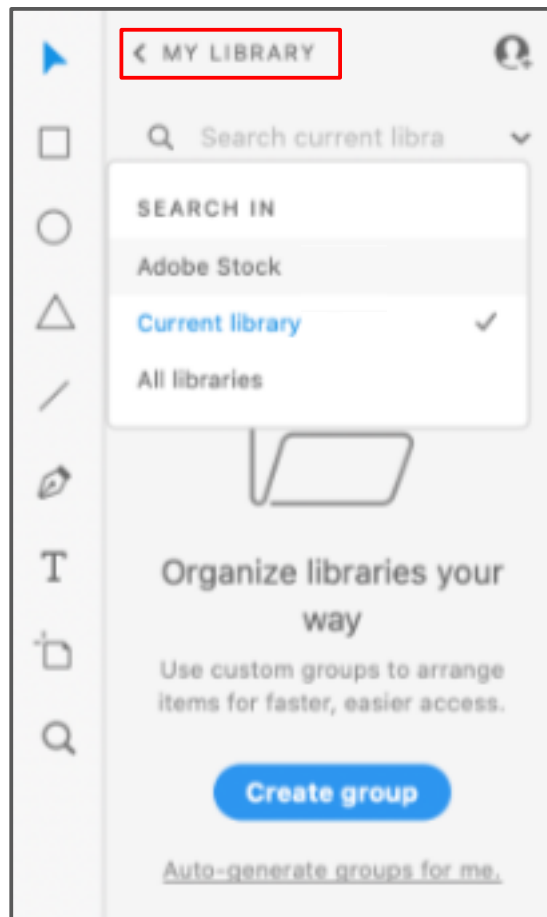 MY LIBRARY
Search current libra
SEARCH IN
Adobe Stock
Current library
All libraries
T
Organize libraries your
way
Use custom groups to arrange
items for faster, easier access.
Create group
Auto-generate groups for me.